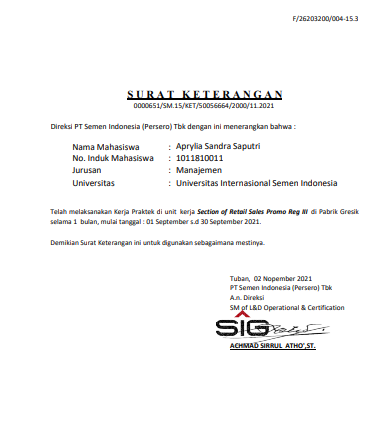 F/26203200/004-15.3
SURAT KETERANGAN
0000651/SM.15/KET/50056664/2000/11.2021
Direksi PT Semen Indonesia (Persero) Tbk dengan ini menerangkan bahwa :
Nama Mahasiswa : Aprylia Sandra Saputri
No. Induk Mahasiswa : 1011810011
Jurusan : Manajemen
Universitas : Universitas Internasional Semen Indonesia
Telah melaksanakan Kerja Praktek di unit kerja Section of Retail Sales Promo Reg III di Pabrik Gresik
selama 1 bulan, mulai tanggal : 01 September s.d 30 September 2021.
Demikian Surat Keterangan ini untuk digunakan sebagaimana mestinya.
Tuban, 02 Nopember 2021
PT Semen Indonesia (Persero) Tbk
A.n. Direksi
SM of L&D Operational & Certification
SIG
ACHMAD SIRRUL ATHO',ST.